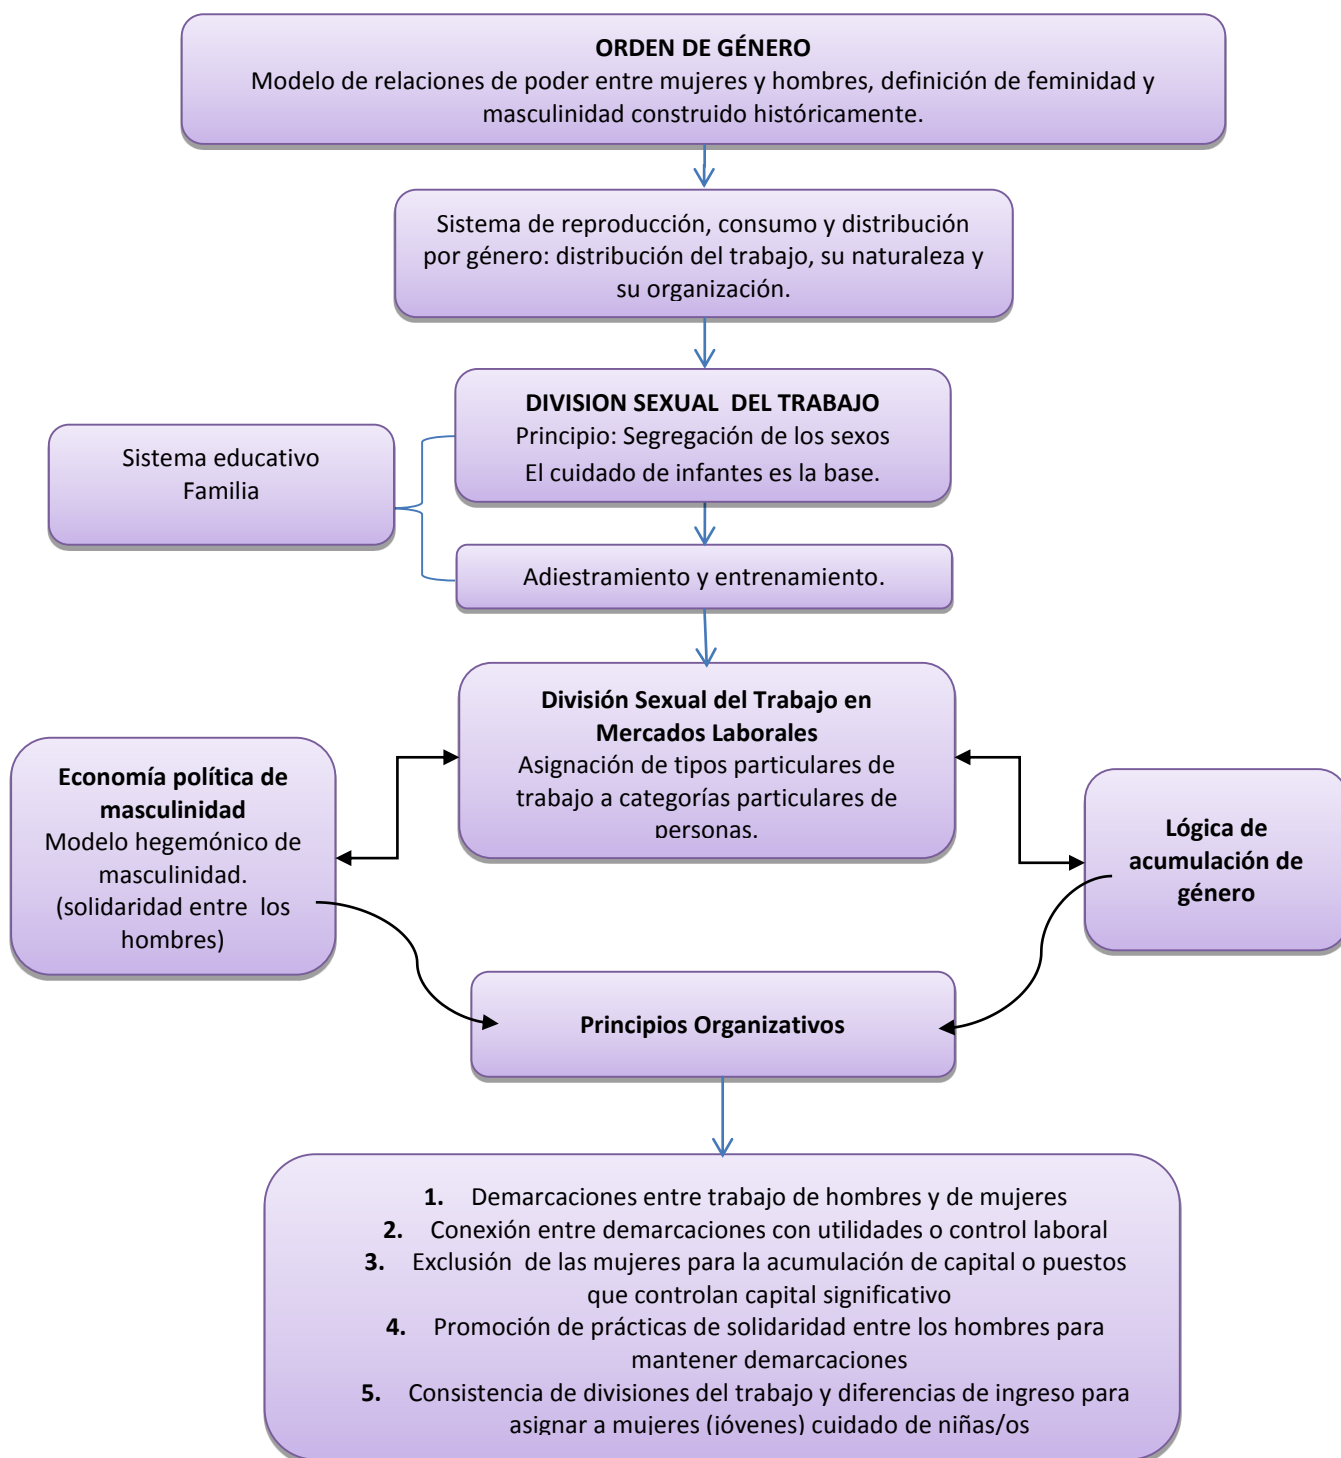 ORDEN DE GÉNERO
Modelo de relaciones de poder entre mujeres y hombres, definición de feminidad y
masculinidad construido históricamente.
Sistema de reproducción, consumo y distribución
por género: distribución del trabajo, su naturaleza y
su organización.
DIVISION SEXUAL  DEL TRABAJO
Principio: Segregación de los sexos
El cuidado de infantes es la base.
Sistema educativo
Familia
Adiestramiento y entrenamiento.
División Sexual del Trabajo en
Mercados Laborales
Asignación de tipos particulares de
trabajo a categorías particulares de
personas.
Economía política de
masculinidad
Modelo hegemónico de
masculinidad.
(solidaridad entre  los
hombres)
Lógica de
acumulación de
género
Principios Organizativos
1. Demarcaciones entre trabajo de hombres y de mujeres
2. Conexión entre demarcaciones con utilidades o control laboral
3. Exclusión  de las mujeres para la acumulación de capital o puestos
que controlan capital significativo
4. Promoción de prácticas de solidaridad entre los hombres para
mantener demarcaciones
5. Consistencia de divisiones del trabajo y diferencias de ingreso para
asignar a mujeres (jóvenes) cuidado de niñas/os